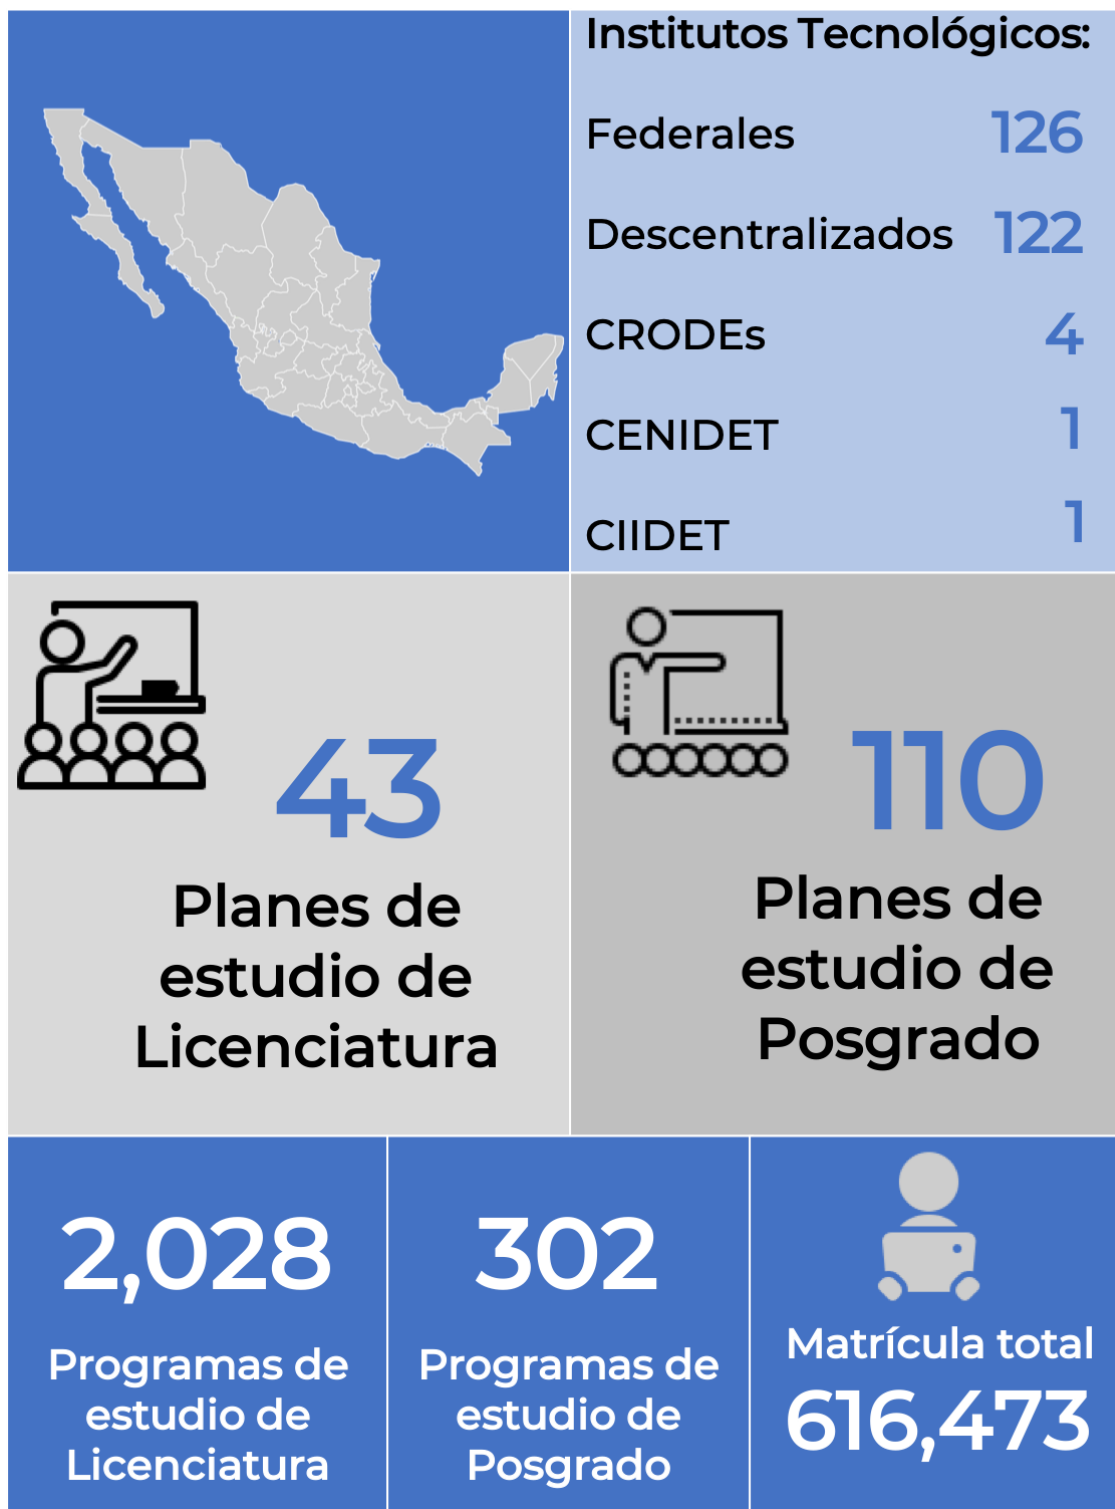 Institutos Tecnológicos:
Federales 126
Descentralizados 122
CRODEs 4
CENIDET 1
CIIDET 1
43
Planes de
estudio de
Licenciatura
110
Planes de
estudio de
Posgrado
2,028
Programas de
estudio de
Licenciatura
302
Programas de
estudio de
Posgrado
Matrícula total
616,473